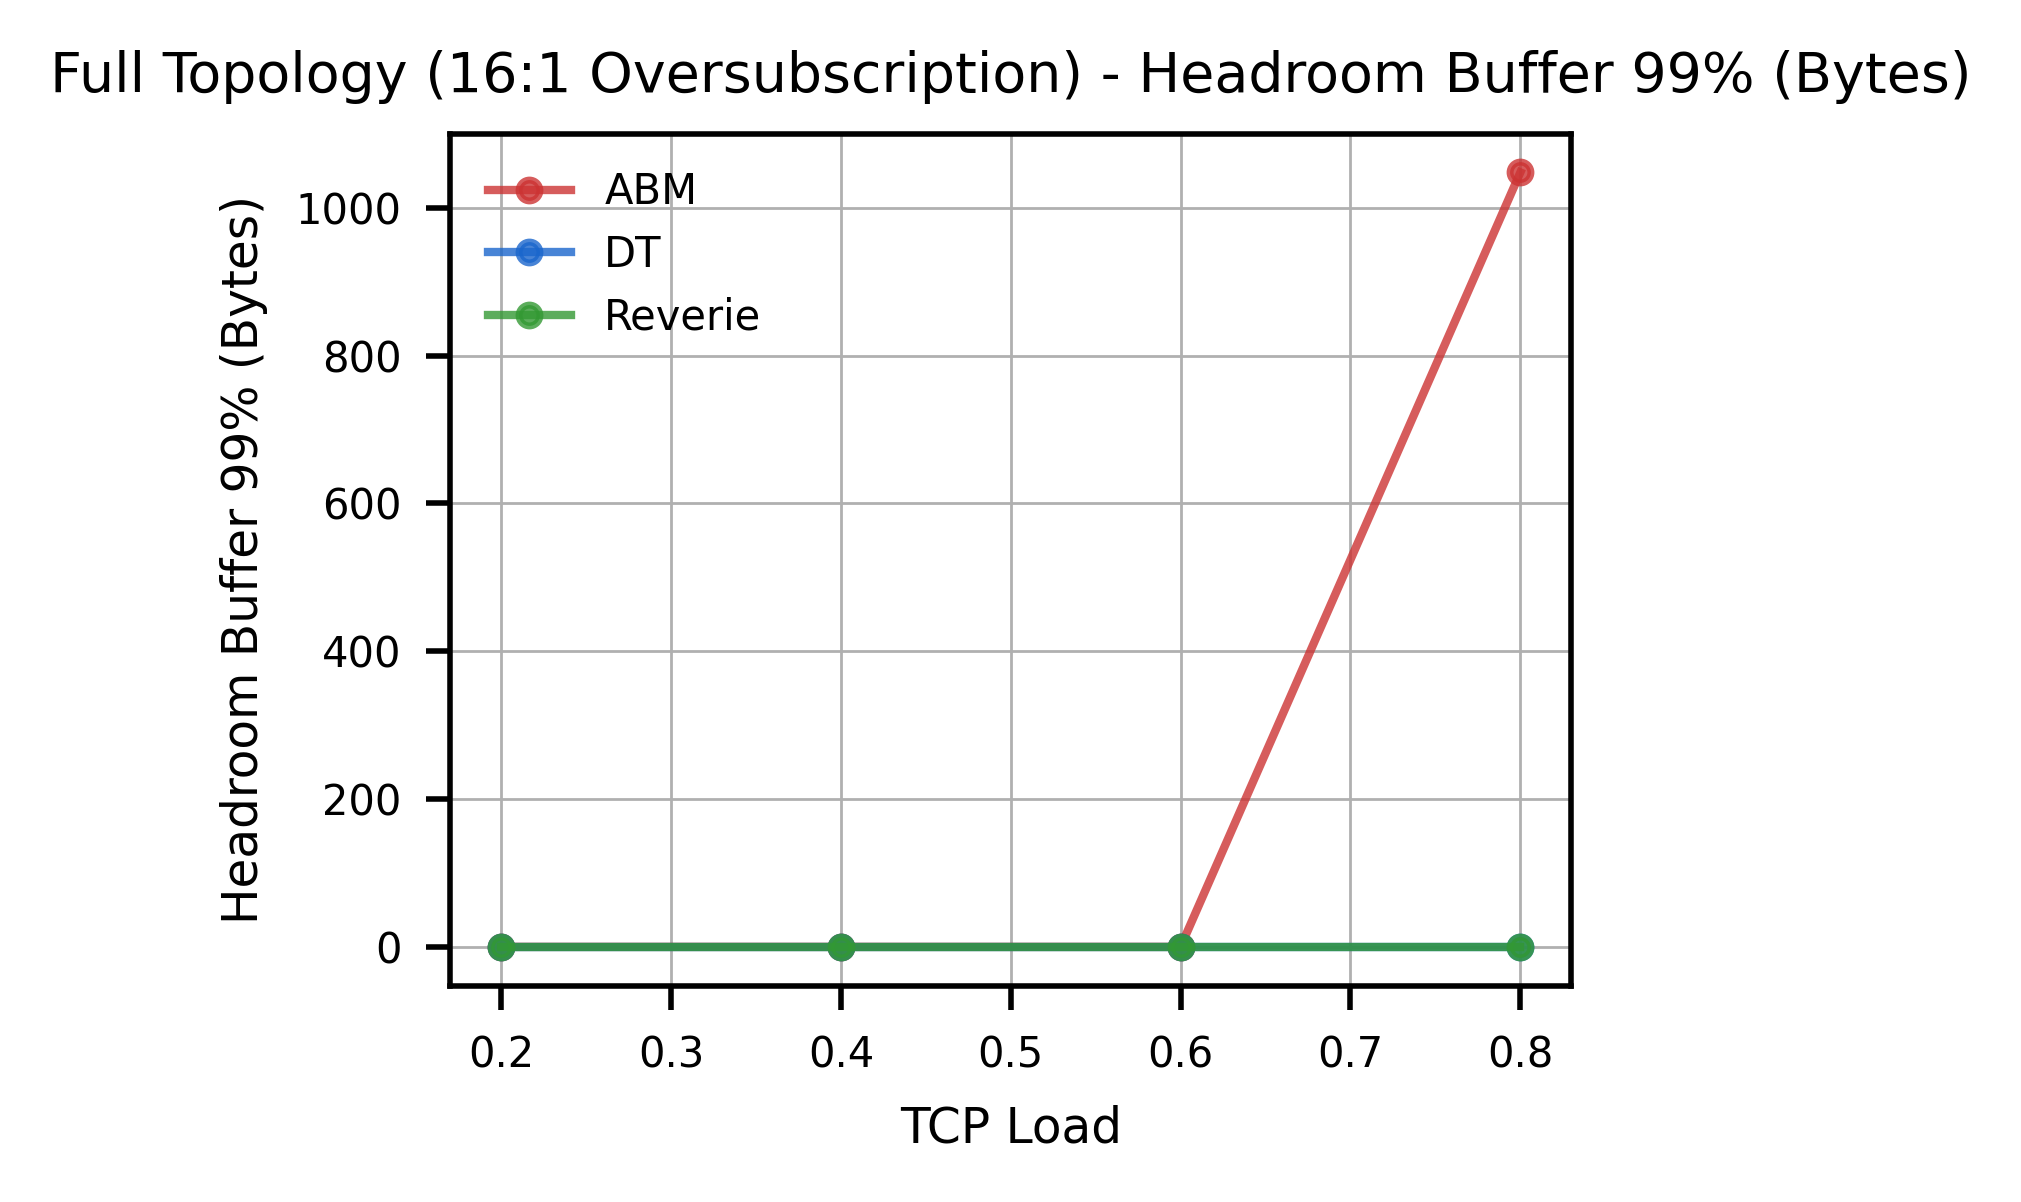 Full Topology (16:1 Oversubscription) - Headroom Buffer 99% (Bytes)
Headroom Buffer 99% (Bytes)
1000
800
600
400
200
0
ABM
DT
Reverie
0.2 0.3 0.4 0.5 0.6 0.7 0.8
TCP Load